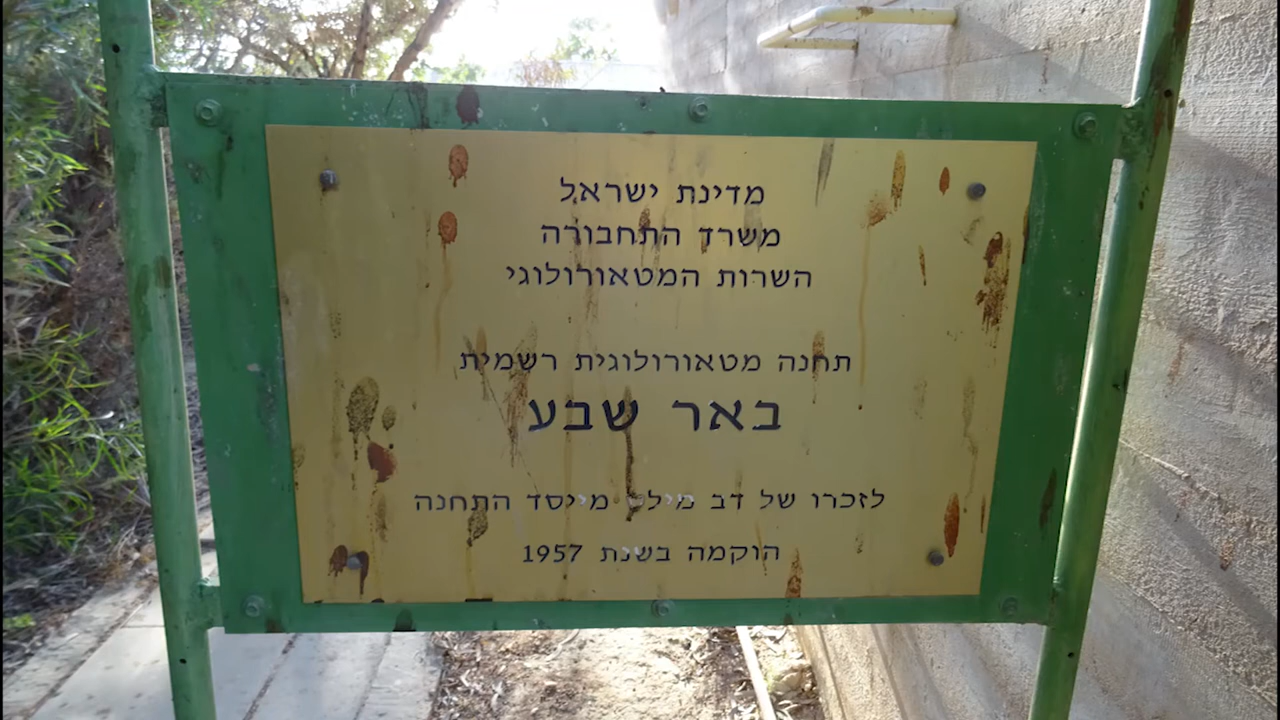 מדינת ישראל
משרד התחבורה
השרות המטאורולוגי
תחנה מטאורולוגית רשמית
באר שבע
לזכרו של דב מייסד התחנה
הוקמה בשנת 1957